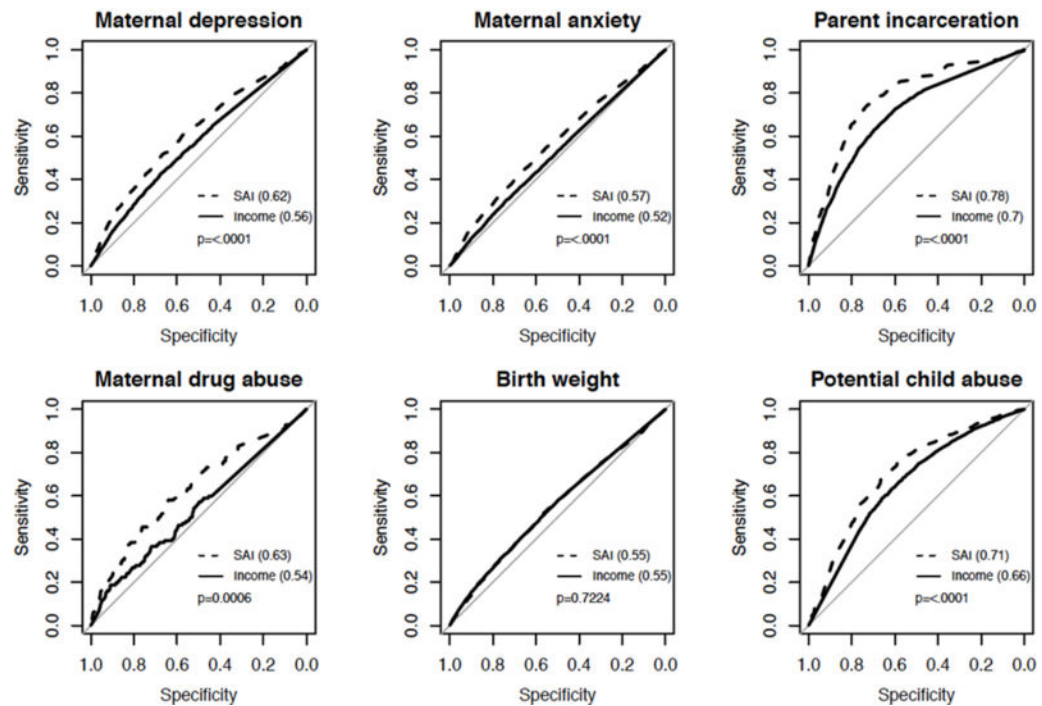 Maternal depression
Sensitivity
0.0 0.2 0.4 0.6 0.8 1.0
SAI (0.62)
Income (0.56)
p=<.0001
1.0 0.8 0.6 0.4 0.2 0.0
Specificity
Maternal anxiety
Sensitivity
0.0 0.2 0.4 0.6 0.8 1.0
SAI (0.57)
Income (0.52)
p=<.0001
1.0 0.8 0.6 0.4 0.2 0.0
Specificity
Parent incarceration
Sensitivity
0.0 0.2 0.4 0.6 0.8 1.0
SAI (0.78)
Income (0.7)
p=<.0001
1.0 0.8 0.6 0.4 0.2 0.0
Specificity
Maternal drug abuse
Sensitivity
0.0 0.2 0.4 0.6 0.8 1.0
SAI (0.63)
Income (0.54)
p=0.0006
1.0 0.8 0.6 0.4 0.2 0.0
Specificity
Birth weight
Sensitivity
0.0 0.2 0.4 0.6 0.8 1.0
SAI (0.55)
Income (0.55)
p=0.7224
1.0 0.8 0.6 0.4 0.2 0.0
Specificity
Potential child abuse
Sensitivity
0.0 0.2 0.4 0.6 0.8 1.0
SAI (0.71)
Income (0.66)
p=<.0001
1.0 0.8 0.6 0.4 0.2 0.0
Specificity